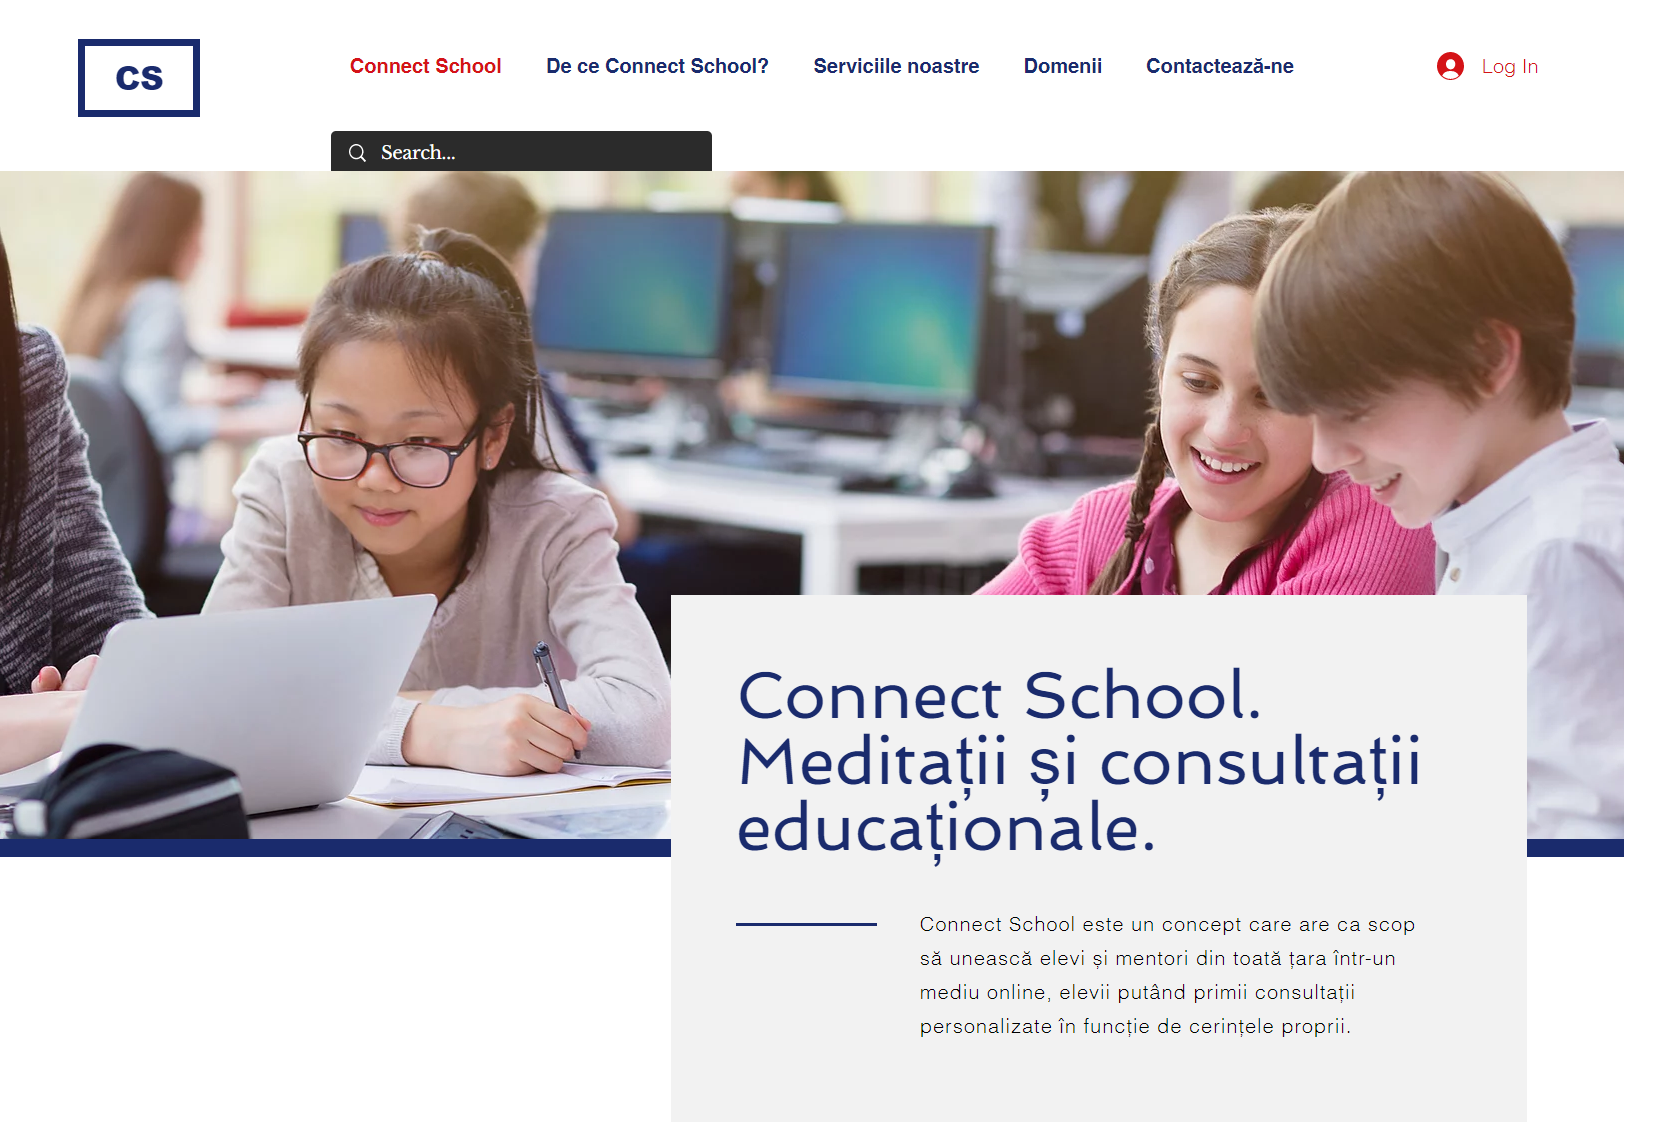 CS
Connect School
De ce Connect School?
Serviciile noastre
Domenii
Contactează-ne
Log In
Search...
Connect School.
Meditații și consultații
educaționale.
Connect School este un concept care are ca scop
să unească elevi și mentori din toată țara într-un
mediu online, elevii putând primii consultații
personalizate în funcție de cerințele proprii.